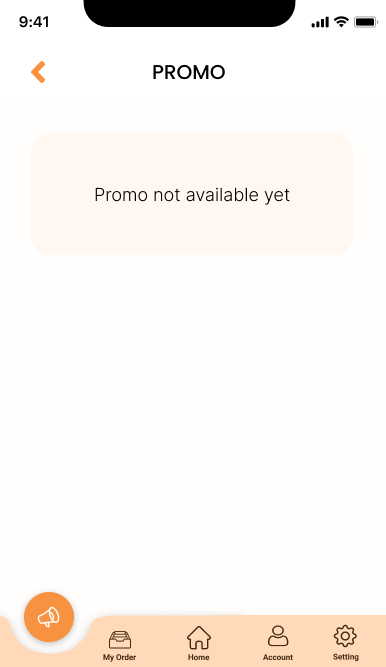 9:41
PROMO
Promo not available yet
My Order
Home
Account
Setting